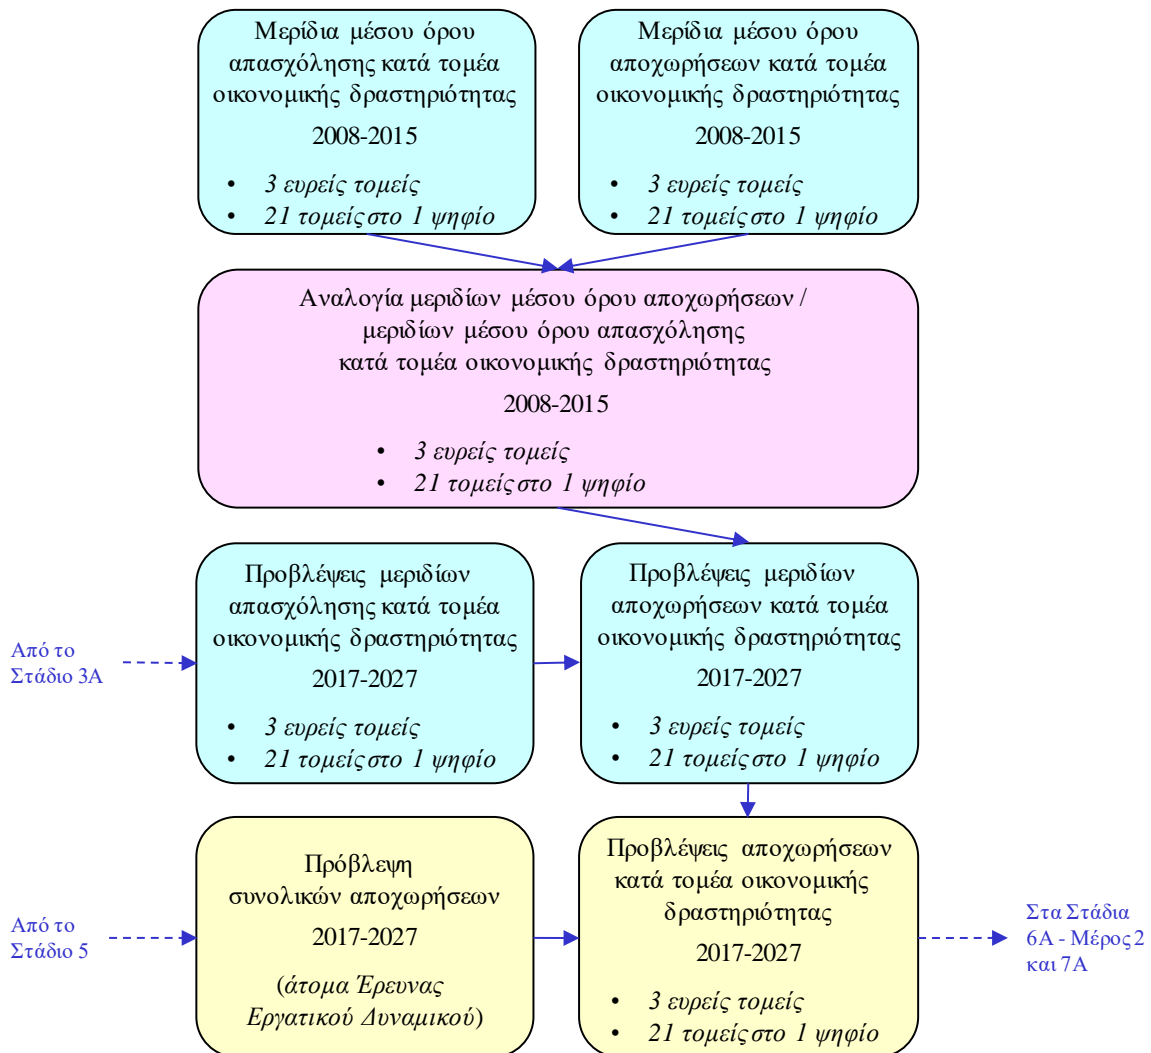 Μερίδια μέσου όρου
απασχόλησης κατά τομέα
οικονομικής δραστηριότητας
2008-2015
• 3 ευρείς τομείς
• 21 τομείς στο 1 ψηφίο
Μερίδια μέσου όρου
αποχωρήσεων κατά τομέα
οικονομικής δραστηριότητας
2008-2015
• 3 ευρείς τομείς
• 21 τομείς στο 1 ψηφίο
Αναλογία μεριδίων μέσου όρου αποχωρήσεων /
μεριδίων μέσου όρου απασχόλησης
κατά τομέα οικονομικής δραστηριότητας
2008-2015
• 3 ευρείς τομείς
• 21 τομείς στο 1 ψηφίο
Από το
Στάδιο 3Α
Προβλέψεις μεριδίων
απασχόλησης κατά τομέα
οικονομικής δραστηριότητας
2017-2027
• 3 ευρείς τομείς
• 21 τομείς στο 1 ψηφίο
Προβλέψεις μεριδίων
αποχωρήσεων κατά τομέα
οικονομικής δραστηριότητας
2017-2027
• 3 ευρείς τομείς
• 21 τομείς στο 1 ψηφίο
Από το
Στάδιο 5
Πρόβλεψη
συνολικών αποχωρήσεων
2017-2027
(άτομα Έρευνας
Εργατικού Δυναμικού)
Προβλέψεις αποχωρήσεων
κατά τομέα οικονομικής
δραστηριότητας
2017-2027
• 3 ευρείς τομείς
• 21 τομείς στο 1 ψηφίο
Στα Στάδια
6Α - Μέρος 2
και 7Α